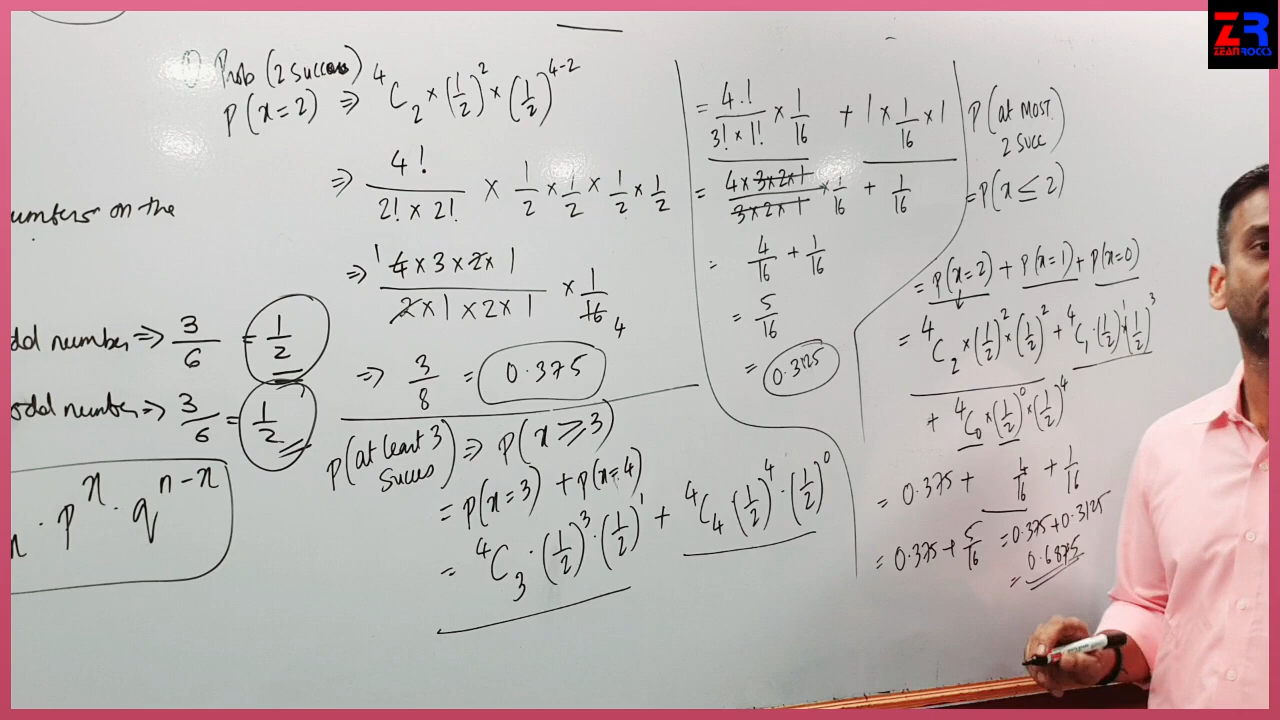 ZR
TEAMROCKS
umbers on the
odd number => 3/6 = 1/2
odd number => 3/6 = 1/2
p^x · q^(n-x)
① Prob (2 Success)
P(x=2) => ⁴C₂ × (1/2)² × (1/2)^(4-2)
=> 4!/(2! × 2!) × 1/2 × 1/2 × 1/2 × 1/2
=> (4×3×2×1)/(2×1×2×1) × 1/16
1 4
=> 3/8 = 0.375
P(at least 3 Succes) => P(x ≥ 3)
= P(x=3) + P(x=4)
= ⁴C₃ · (1/2)³ · (1/2)¹ + ⁴C₄ (1/2)⁴ · (1/2)⁰
= 4!/(3! × 1!) × 1/16 + 1 × 1/16 × 1
= (4×3×2×1)/(3×2×1) × 1/16 + 1/16
= 4/16 + 1/16
= 5/16
= 0.3125
P(at most 2 Succ)
= P(x ≤ 2)
= P(x=2) + P(x=1) + P(x=0)
= ⁴C₂ × (1/2)² × (1/2)² + ⁴C₁ · (1/2)¹ (1/2)³
+ ⁴C₀ × (1/2)⁰ × (1/2)⁴
= 0.375 + 4/16 + 1/16
= 0.375 + 5/16 = 0.375 + 0.3125
= 0.6875